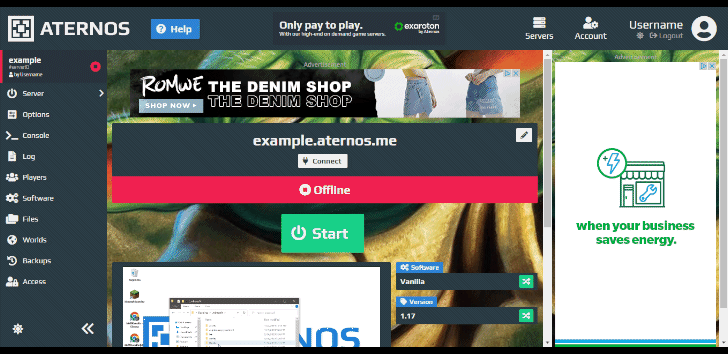 ATERNOS
Help
Only pay to play.
With our high-end on demand game servers.
exaroton
by Aternos
Servers
Account
Username
Logout
example
by Username
Server
Options
Console
Log
Players
Software
Files
Worlds
Backups
Access
Advertisement
ROMWE
SHOP NOW
THE DENIM SHOP
THE DENIM SHOP
example.aternos.me
Connect
Offline
Start
Software
Vanilla
Version
1.17
ATERNOS
Advertisement
when your business
saves energy.